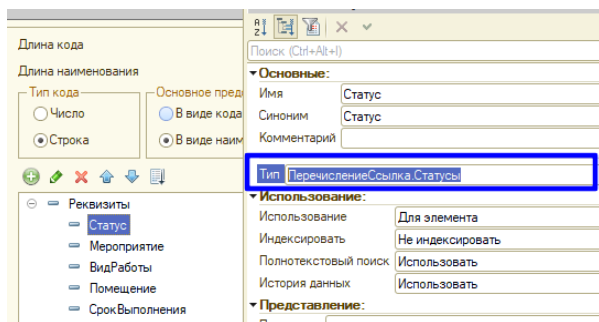 Длина кода
Длина наименования
Тип кода
Число
Строка
Основное пред
В виде кода
В виде наим
Реквизиты
Статус
Мероприятие
ВидРаботы
Помещение
СрокВыполнения
Поиск (Ctrl+Alt+I)
Основные:
Имя Статус
Синоним Статус
Комментарий
Тип ПеречислениеСсылка.Статусы
Использование:
Использование Для элемента
Индексировать Не индексировать
Полнотекстовый поиск Использовать
История данных Использовать
Представление: